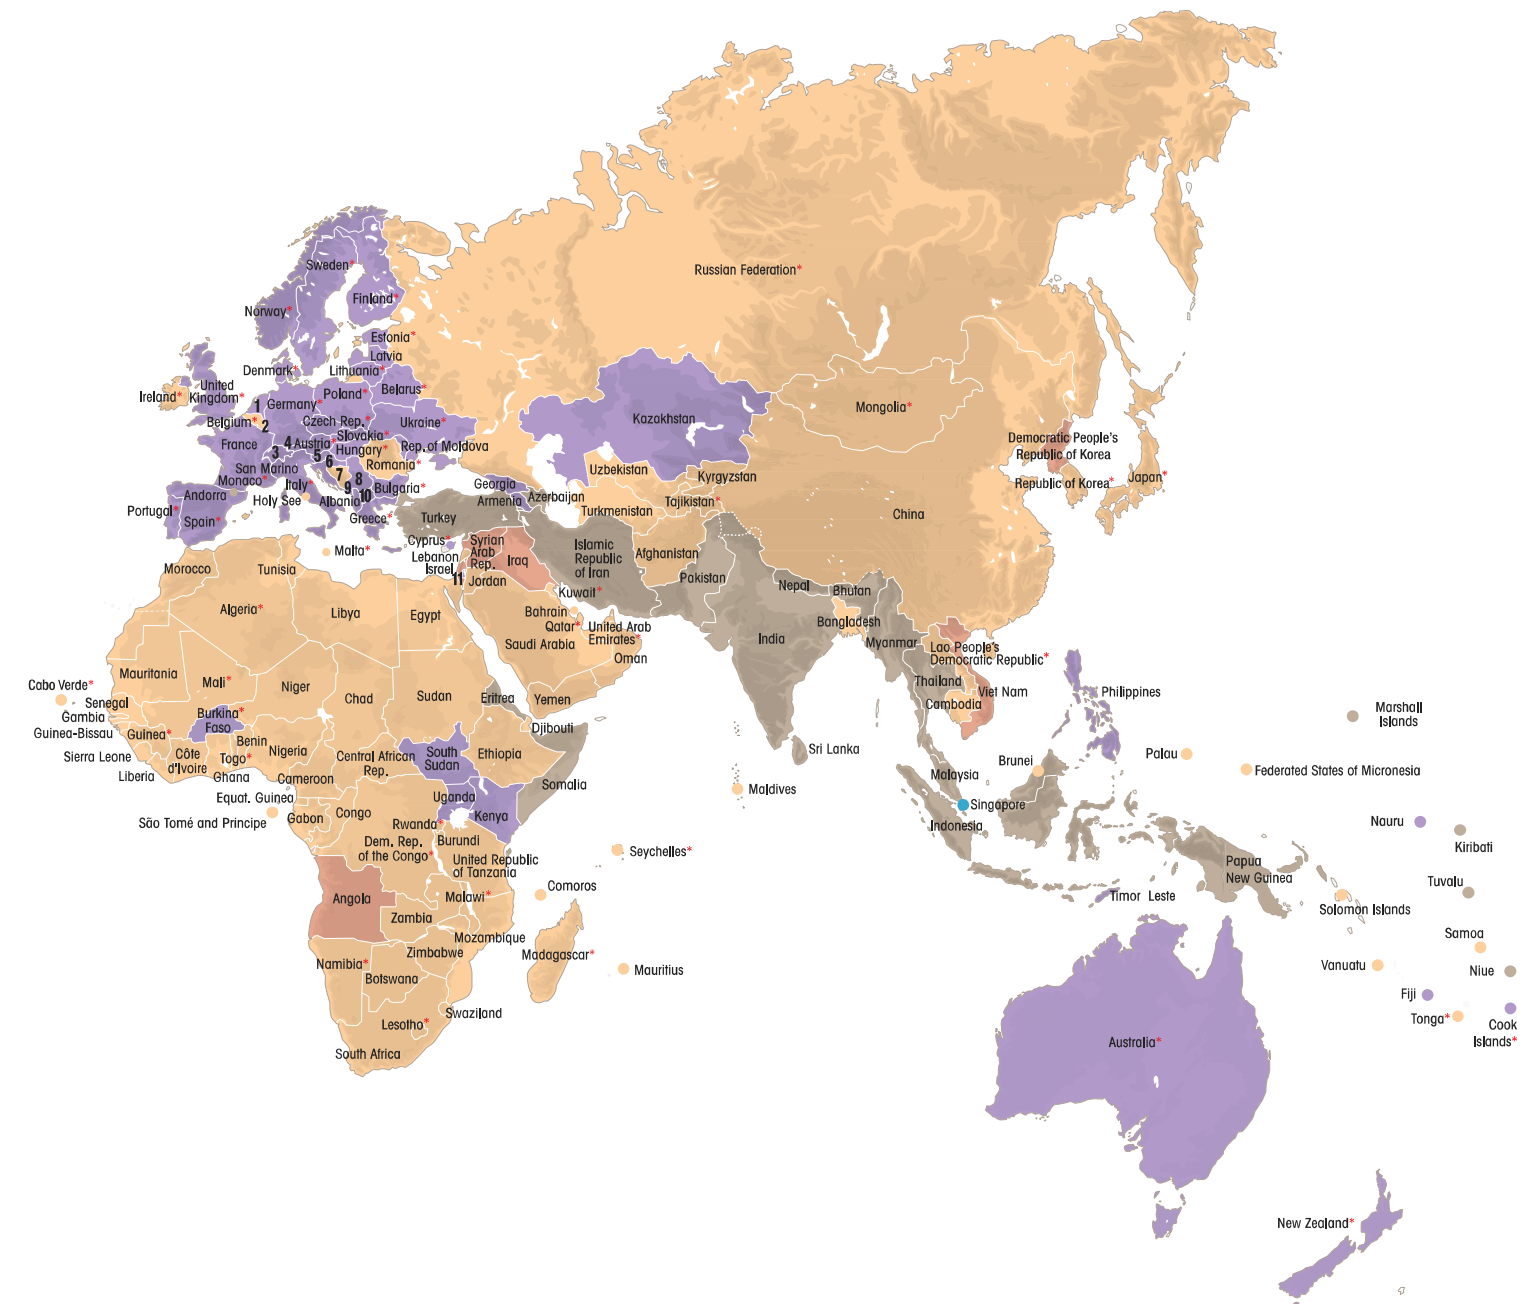 Russian Federation*
Sweden*
Finland*
Norway*
Estonia*
Latvia
Denmark*
Lithuania*
Belarus*
Ireland*
United
Kingdom*
1
Germany*
Poland*
Belgium*
2
Czech Rep.*
Ukraine*
Slovakia*
France
4
Austria*
Hungary*
Rep. of Moldova
3
5
6
Romania*
San Marino
7
8
Monaco*
Italy*
9
10
Bulgaria*
Andorra
Holy See
Albania
Portugal*
Spain*
Greece*
Malta*
Kazakhstan
Mongolia*
Democratic People's
Republic of Korea
Republic of Korea*
Japan*
Uzbekistan
Kyrgyzstan
Georgia
Armenia
Azerbaijan
Tajikistan*
Turkmenistan
China
Turkey
Cyprus*
Syrian
Arab
Rep.
Lebanon
Israel
11
Iraq
Jordan
Islamic
Republic
of Iran
Afghanistan
Pakistan
Kuwait*
Bahrain
Qatar*
United Arab
Emirates*
Saudi Arabia
Oman
Yemen
Nepal
Bhutan
Bangladesh
India
Myanmar
Lao People's
Democratic Republic*
Thailand
Viet Nam
Cambodia
Philippines
Sri Lanka
Maldives
Malaysia
Brunei
Singapore
Indonesia
Palau
Marshall
Islands
Federated States of Micronesia
Nauru
Kiribati
Papua
New Guinea
Timor Leste
Tuvalu
Solomon Islands
Samoa
Vanuatu
Niue
Fiji
Tonga*
Cook
Islands*
Australia*
New Zealand*
Morocco
Tunisia
Algeria*
Libya
Egypt
Mauritania
Cabo Verde*
Mali*
Niger
Chad
Sudan
Eritrea
Senegal
Gambia
Guinea-Bissau
Burkina*
Faso
Guinea*
Benin
Djibouti
Sierra Leone
Côte
d'Ivoire
Togo*
Nigeria
Central African
Rep.
South
Sudan
Ethiopia
Liberia
Ghana
Cameroon
Somalia
Equat. Guinea
Uganda
Kenya
São Tomé and Principe
Gabon
Congo
Rwanda*
Dem. Rep.
of the Congo*
Burundi
United Republic
of Tanzania
Seychelles*
Comoros
Angola
Malawi*
Zambia
Mozambique
Zimbabwe
Madagascar*
Mauritius
Namibia*
Botswana
Swaziland
Lesotho*
South Africa